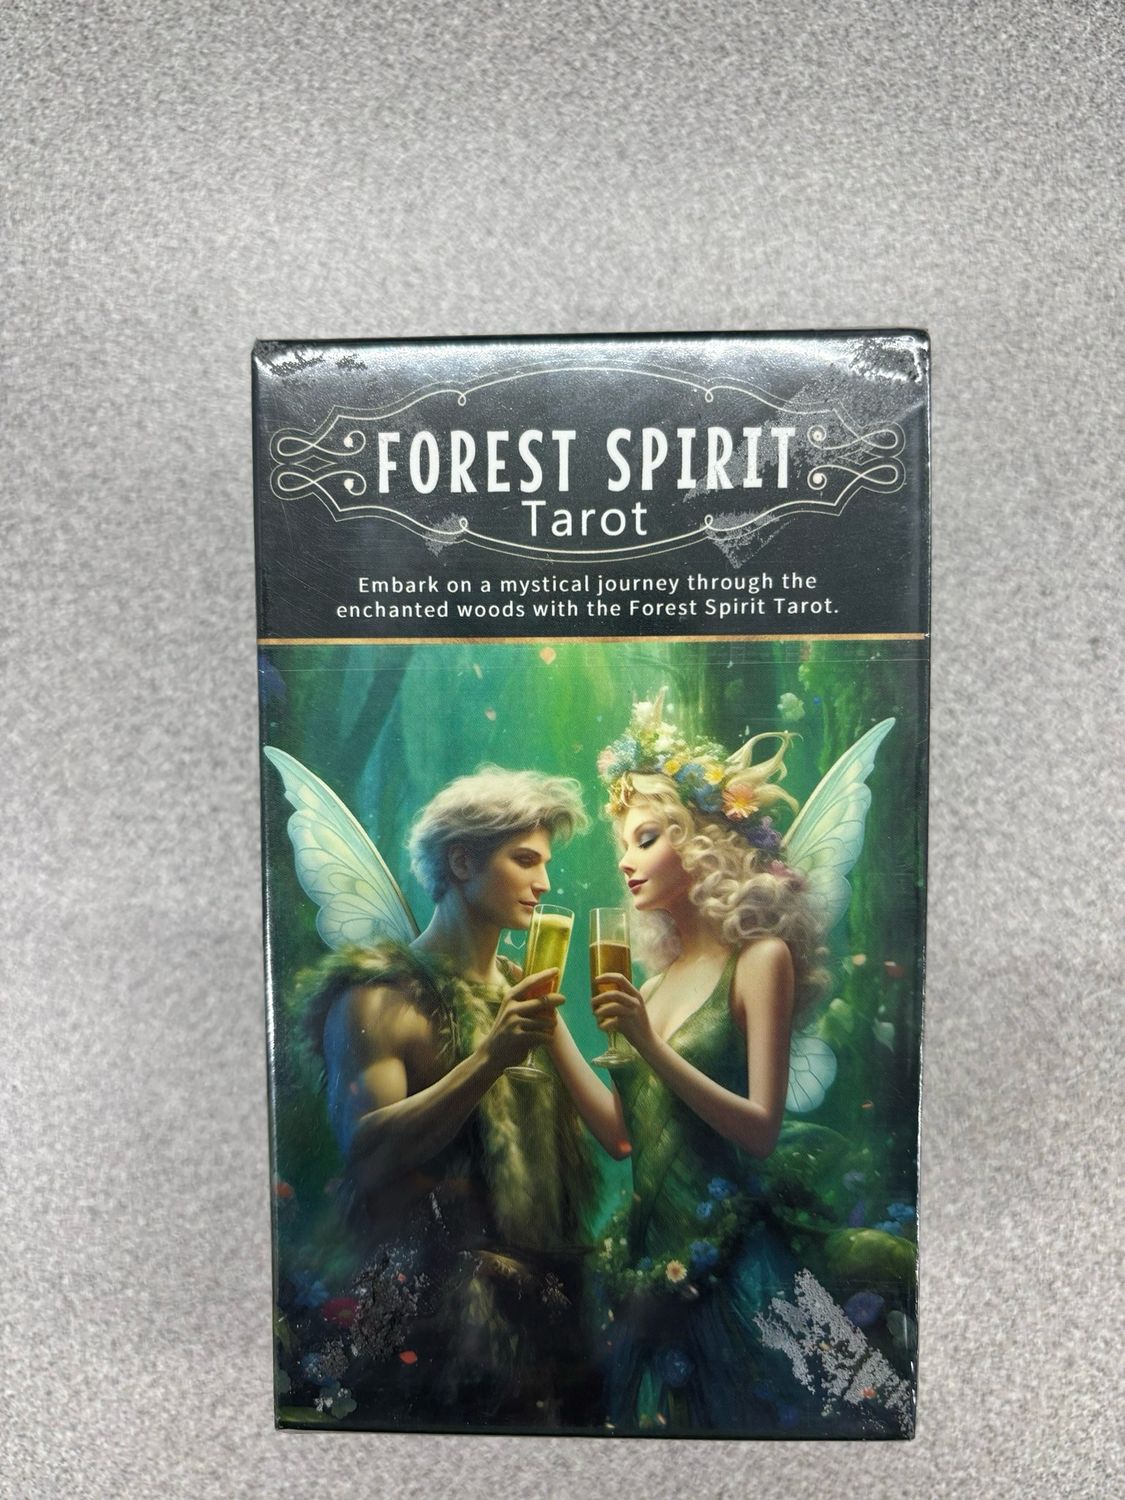 FOREST SPIRIT
Tarot
Embark on a mystical journey through the
enchanted woods with the Forest Spirit Tarot.